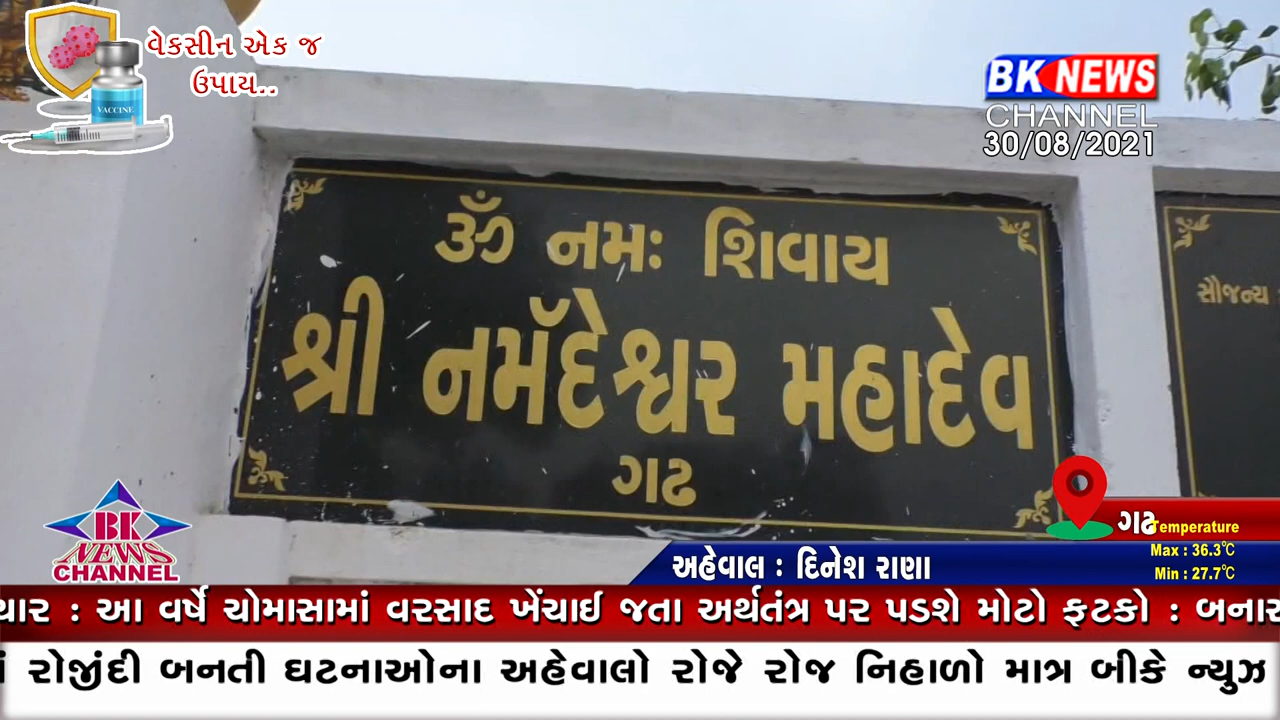 વેકસીન એક જ
ઉપાય..
VACCINE
BK NEWS
CHANNEL
30/08/2021
ૐ નમઃ શિવાય
શ્રી નર્મદેશ્વર મહાદેવ
ગઢ
સૌજન્ય
BK
NEWS
CHANNEL
ગઢ
Temperature
Max : 36.3℃
Min : 27.7℃
અહેવાલ : દિનેશ રાણા
ચાર : આ વર્ષે ચોમાસામાં વરસાદ ખેંચાઈ જતા અર્થતંત્ર પર પડશે મોટો ફટકો : બનાસ
રોજીંદી બનતી ઘટનાઓના અહેવાલો રોજે રોજ નિહાળો માત્ર બીકે ન્યુઝ